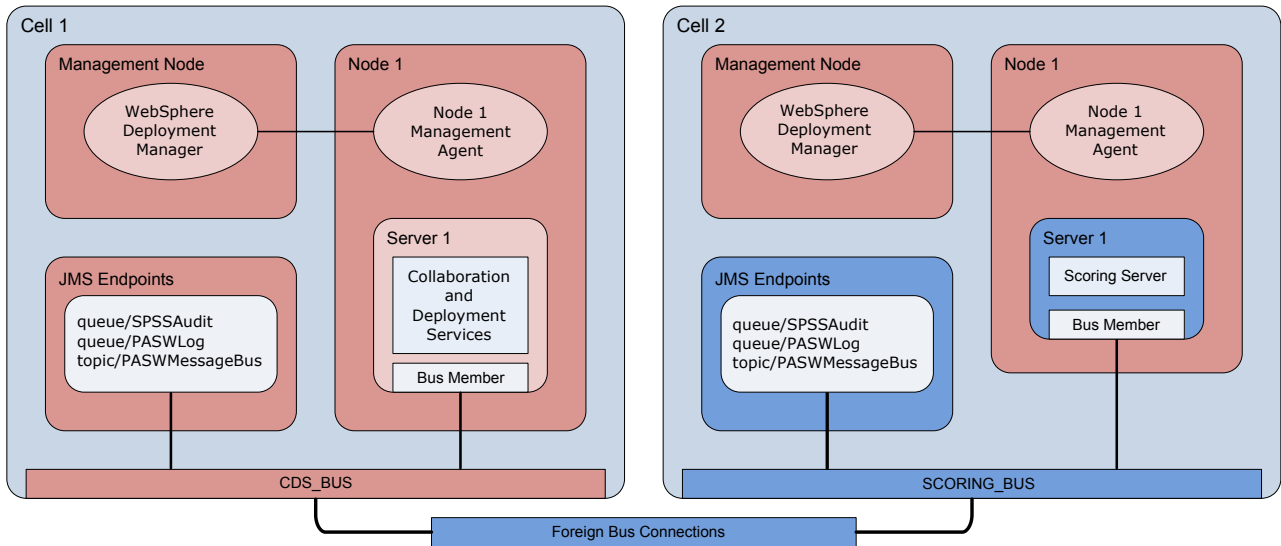 Cell 1
Management Node
WebSphere
Deployment
Manager
Node 1
Node 1
Management
Agent
Server 1
Collaboration
and
Deployment
Services
Bus Member
JMS Endpoints
queue/SPSSAudit
queue/PASWLog
topic/PASWMessageBus
CDS_BUS
Cell 2
Management Node
WebSphere
Deployment
Manager
Node 1
Node 1
Management
Agent
Server 1
Scoring Server
Bus Member
JMS Endpoints
queue/SPSSAudit
queue/PASWLog
topic/PASWMessageBus
SCORING_BUS
Foreign Bus Connections